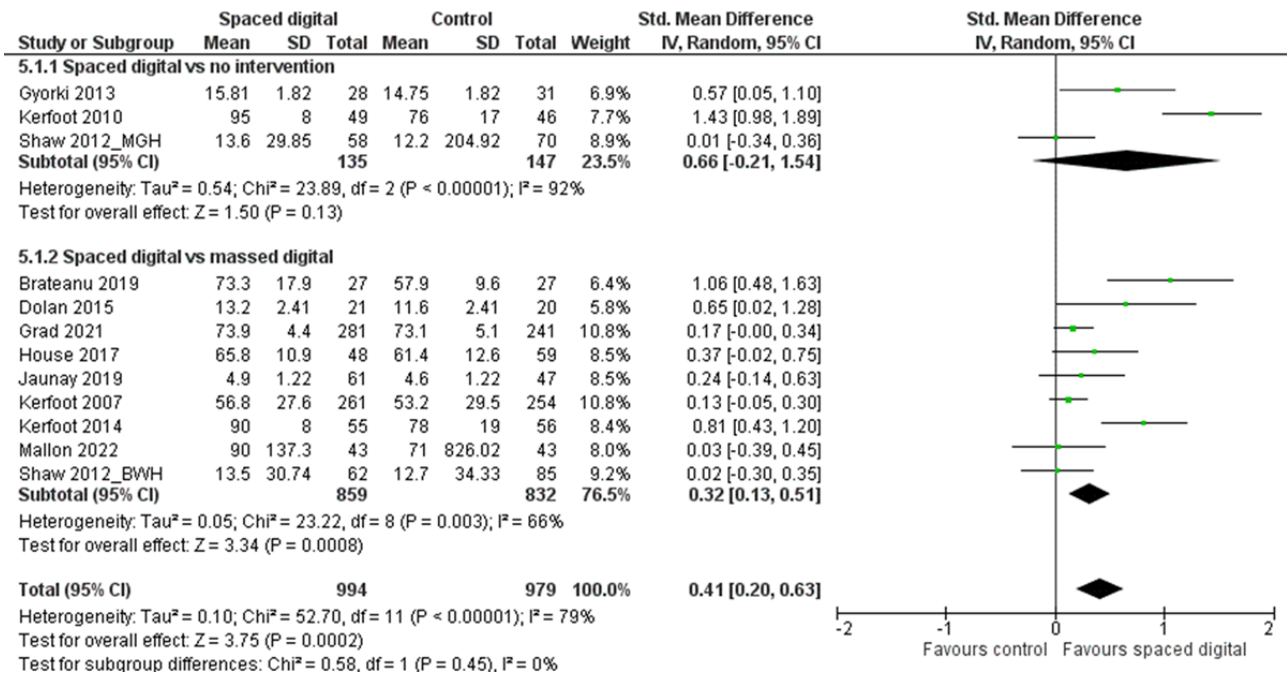 Spaced digital Control Std. Mean Difference Std. Mean Difference
Study or Subgroup Mean SD Total Mean SD Total Weight IV, Random, 95% CI IV, Random, 95% CI
5.1.1 Spaced digital vs no intervention
Gyorki 2013 15.81 1.82 28 14.75 1.82 31 6.9% 0.57 [0.05, 1.10]
Kerfoot 2010 95 8 49 76 17 46 7.7% 1.43 [0.98, 1.89]
Shaw 2012_MGH 13.6 29.85 58 12.2 204.92 70 8.9% 0.01 [-0.34, 0.36]
Subtotal (95% CI) 135 147 23.5% 0.66 [-0.21, 1.54]
Heterogeneity: Tau² = 0.54; Chi² = 23.89, df = 2 (P < 0.00001); I² = 92%
Test for overall effect: Z = 1.50 (P = 0.13)
5.1.2 Spaced digital vs massed digital
Brateanu 2019 73.3 17.9 27 57.9 9.6 27 6.4% 1.06 [0.48, 1.63]
Dolan 2015 13.2 2.41 21 11.6 2.41 20 5.8% 0.65 [0.02, 1.28]
Grad 2021 73.9 4.4 281 73.1 5.1 241 10.8% 0.17 [-0.00, 0.34]
House 2017 65.8 10.9 48 61.4 12.6 59 8.5% 0.37 [-0.02, 0.75]
Jaunay 2019 4.9 1.22 61 4.6 1.22 47 8.5% 0.24 [-0.14, 0.63]
Kerfoot 2007 56.8 27.6 261 53.2 29.5 254 10.8% 0.13 [-0.05, 0.30]
Kerfoot 2014 90 8 55 78 19 56 8.4% 0.81 [0.43, 1.20]
Mallon 2022 90 137.3 43 71 826.02 43 8.0% 0.03 [-0.39, 0.45]
Shaw 2012_BWH 13.5 30.74 62 12.7 34.33 85 9.2% 0.02 [-0.30, 0.35]
Subtotal (95% CI) 859 832 76.5% 0.32 [0.13, 0.51]
Heterogeneity: Tau² = 0.05; Chi² = 23.22, df = 8 (P = 0.003); I² = 66%
Test for overall effect: Z = 3.34 (P = 0.0008)
Total (95% CI) 994 979 100.0% 0.41 [0.20, 0.63]
Heterogeneity: Tau² = 0.10; Chi² = 52.70, df = 11 (P < 0.00001); I² = 79%
Test for overall effect: Z = 3.75 (P = 0.0002)
Test for subgroup differences: Chi² = 0.58, df = 1 (P = 0.45), I² = 0%
-2 -1 0 1 2
Favours control Favours spaced digital